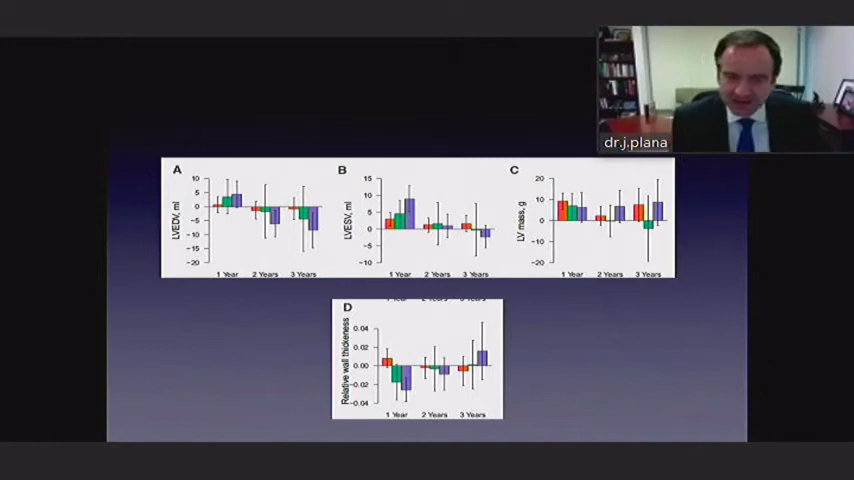 dr.j.plana
A
LVEDV, ml
10
5
0
−5
−10
−15
−20
1 Year 2 Years 3 Years
B
LVESV, ml
15
10
5
0
−5
−10
1 Year 2 Years 3 Years
C
LV mass, g
20
10
0
−10
−20
1 Year 2 Years 3 Years
D
Relative wall thickeness
0.04
0.02
0.00
−0.02
−0.04
1 Year 2 Years 3 Years